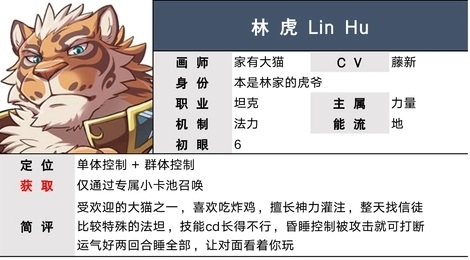 林 虎 Lin Hu
画师 家有大猫 C V 藤新
身份 本是林家的虎爷
职业 坦克 主属 力量
机制 法力 能流 地
初眼 6
定位 单体控制 + 群体控制
获取 仅通过专属小卡池召唤
简评 受欢迎的大猫之一，喜欢吃炸鸡，擅长神力灌注，整天找信徒
比较特殊的法坦，技能cd长得不行，昏睡控制被攻击就可打断
运气好两回合睡全部，让对面看着你玩